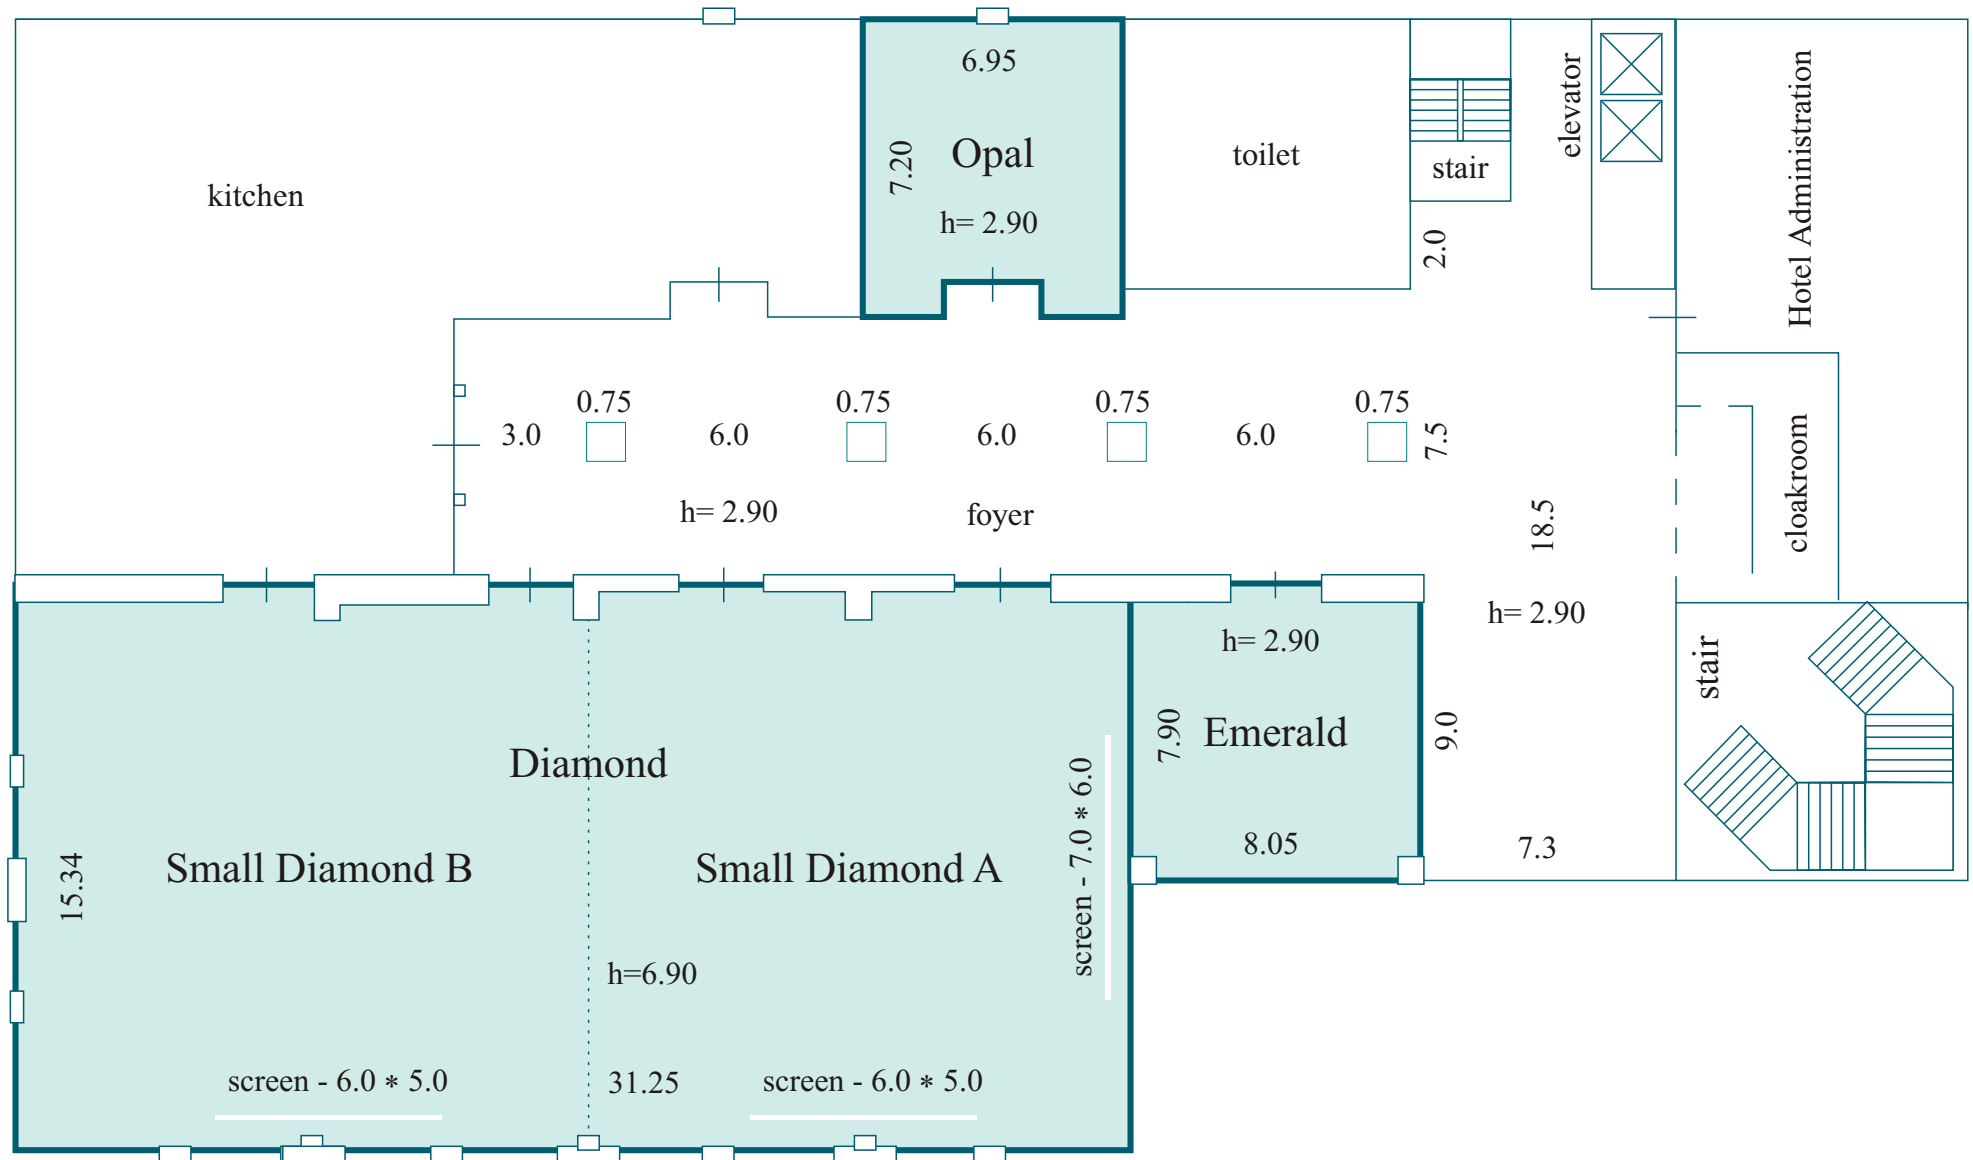 6.95
Opal
7.20
h= 2.90
kitchen
toilet
stair
elevator
Hotel Administration
2.0
0.75
0.75
0.75
0.75
3.0
6.0
6.0
6.0
7.5
h= 2.90
foyer
18.5
cloakroom
h= 2.90
h= 2.90
stair
7.90
Emerald
9.0
8.05
7.3
Diamond
Small Diamond B
Small Diamond A
15.34
screen - 7.0 * 6.0
h=6.90
screen - 6.0 * 5.0
31.25
screen - 6.0 * 5.0